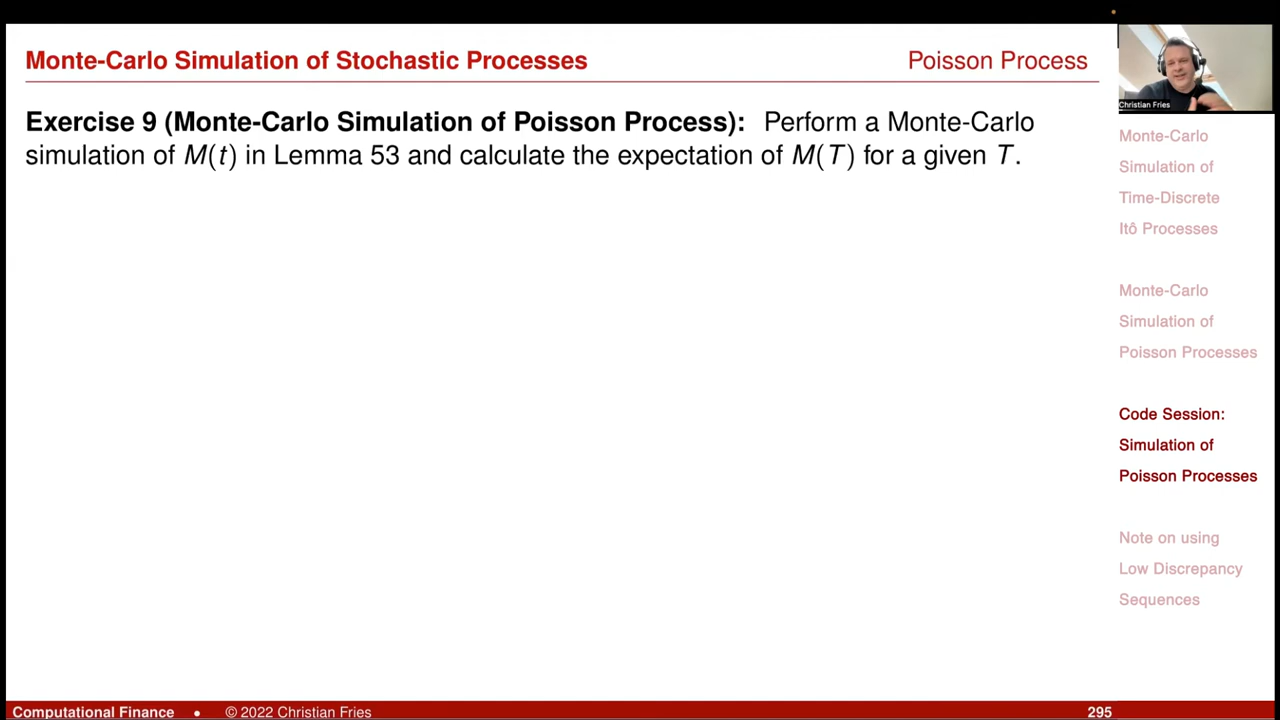 Monte-Carlo Simulation of Stochastic Processes
Poisson Process
Exercise 9 (Monte-Carlo Simulation of Poisson Process): Perform a Monte-Carlo
simulation of M(t) in Lemma 53 and calculate the expectation of M(T) for a given T.
Christian Fries
Monte-Carlo
Simulation of
Time-Discrete
Itô Processes
Monte-Carlo
Simulation of
Poisson Processes
Code Session:
Simulation of
Poisson Processes
Note on using
Low Discrepancy
Sequences
Computational Finance • © 2022 Christian Fries
295